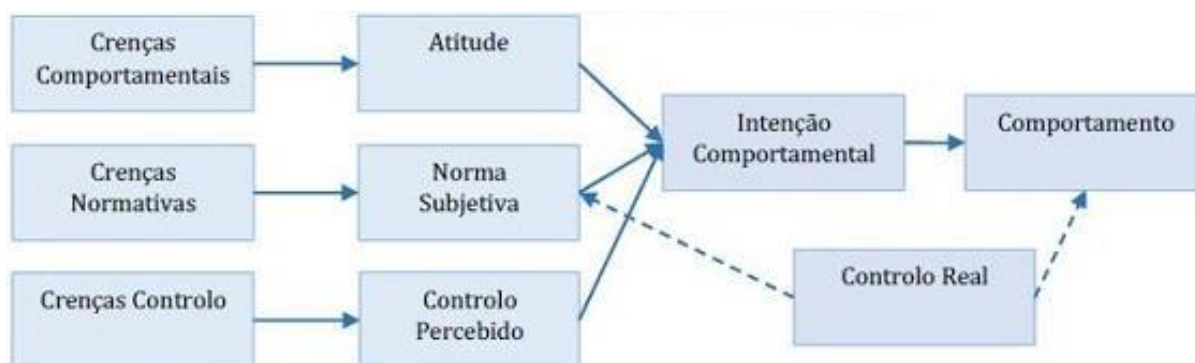 Crenças
Comportamentais
Atitude
Crenças
Normativas
Norma
Subjetiva
Crenças Controlo
Controlo
Percebido
Intenção
Comportamental
Comportamento
Controlo Real